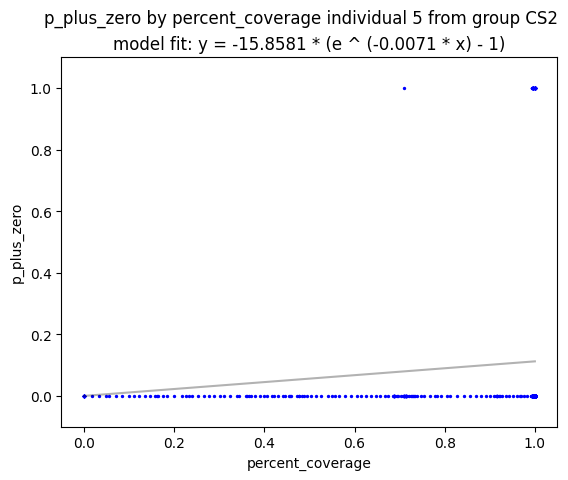 p_plus_zero by percent_coverage individual 5 from group CS2
model fit: y = -15.8581 * (e ^ (-0.0071 * x) - 1)
1.0
0.8
0.6
0.4
0.2
0.0
p_plus_zero
0.0 0.2 0.4 0.6 0.8 1.0
percent_coverage